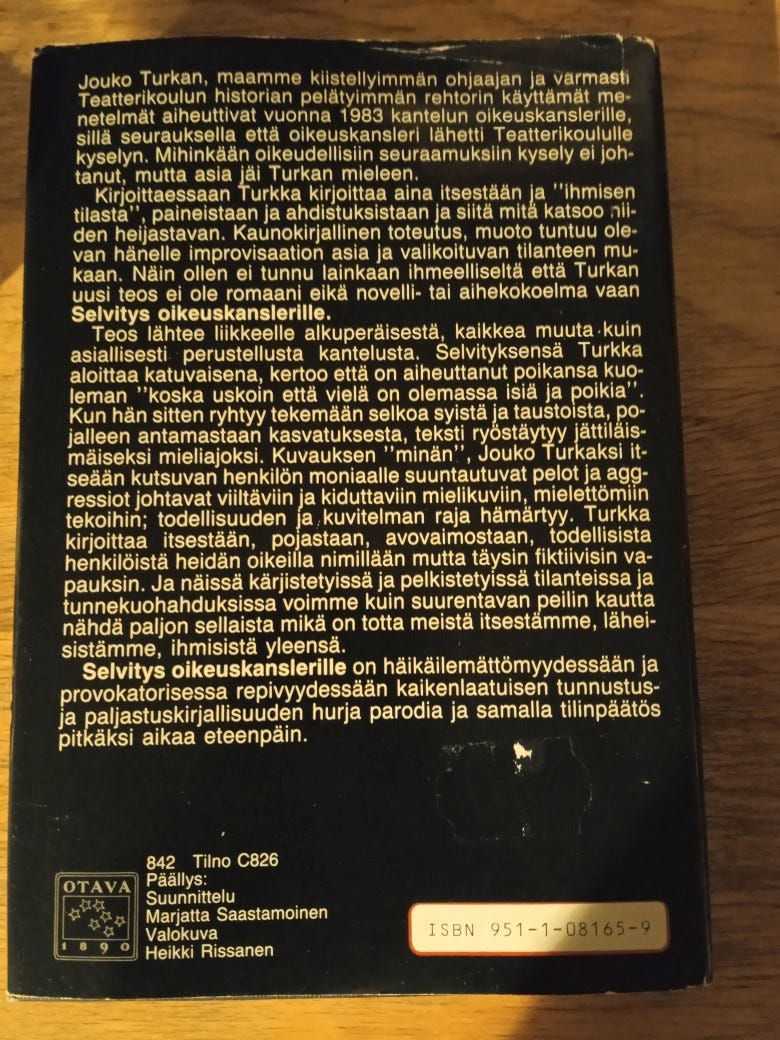 Jouko Turkan, maamme kiistellyimmän ohjaajan ja varmasti
Teatterikoulun historian pelätyimmän rehtorin käyttämät me-
netelmät aiheuttivat vuonna 1983 kantelun oikeuskanslerille,
sillä seurauksella että oikeuskansleri lähetti Teatterikoululle
kyselyn. Mihinkään oikeudellisiin seuraamuksiin kysely ei joh-
tanut, mutta asia jäi Turkan mieleen.
Kirjoittaessaan Turkka kirjoittaa aina itsestään ja "ihmisen
tilasta", paineistaan ja ahdistuksistaan ja siitä mitä katsoo nii-
den heijastavan. Kaunokirjallinen toteutus, muoto tuntuu ole-
van hänelle improvisaation asia ja valikoituvan tilanteen mu-
kaan. Näin ollen ei tunnu lainkaan ihmeelliseltä että Turkan
uusi teos ei ole romaani eikä novelli- tai aihekokoelma vaan
Selvitys oikeuskanslerille.
Teos lähtee liikkeelle alkuperäisestä, kaikkea muuta kuin
asiallisesti perustellusta kantelusta. Selvityksensä Turkka
aloittaa katuvaisena, kertoo että on aiheuttanut poikansa kuo-
leman "koska uskoin että vielä on olemassa isiä ja poikia".
Kun hän sitten ryhtyy tekemään selkoa syistä ja taustoista, po-
jalleen antamastaan kasvatuksesta, teksti ryöstäytyy jättiläis-
mäiseksi mieliajoksi. Kuvauksen "minän", Jouko Turkaksi it-
seään kutsuvan henkilön moniaalle suuntautuvat pelot ja agg-
ressiot johtavat viiltäviin ja kiduttaviin mielikuviin, mielettömiin
tekoihin; todellisuuden ja kuvitelman raja hämärtyy. Turkka
kirjoittaa itsestään, pojastaan, avovaimostaan, todellisista
henkilöistä heidän oikeilla nimillään mutta täysin fiktiivisin va-
pauksin. Ja näissä kärjistetyissä ja pelkistetyissä tilanteissa ja
tunnekuohahduksissa voimme kuin suurentavan peilin kautta
nähdä paljon sellaista mikä on totta meistä itsestämme, lähei-
sistämme, ihmisistä yleensä.
Selvitys oikeuskanslerille on häikäilemättömyydessään ja
provokatorisessa repivyydessään kaikenlaatuisen tunnustus-
ja paljastuskirjallisuuden hurja parodia ja samalla tilinpäätös
pitkäksi aikaa eteenpäin.
842 Tilno C826
Päällys:
Suunnittelu
Marjatta Saastamoinen
Valokuva
Heikki Rissanen
OTAVA
1890
ISBN 951-1-08165-9